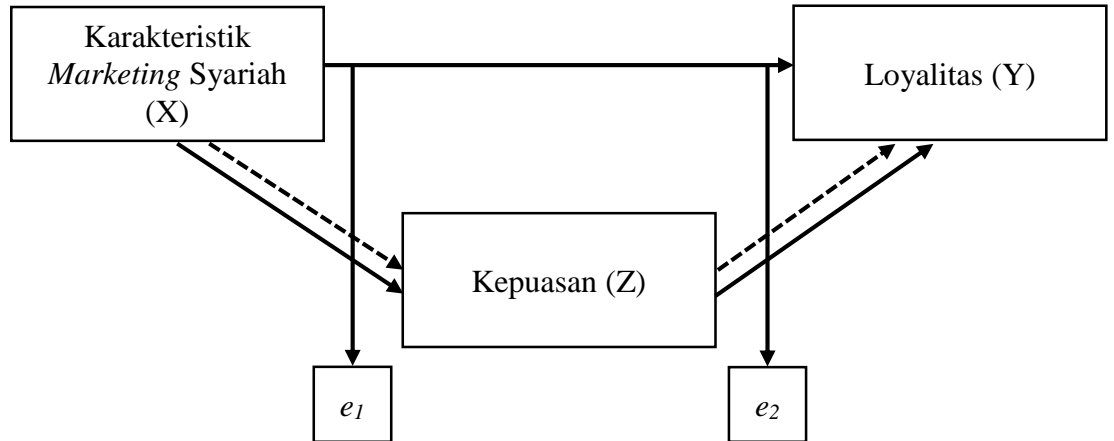 Karakteristik
Marketing Syariah
(X)
Loyalitas (Y)
Kepuasan (Z)
e1
e2